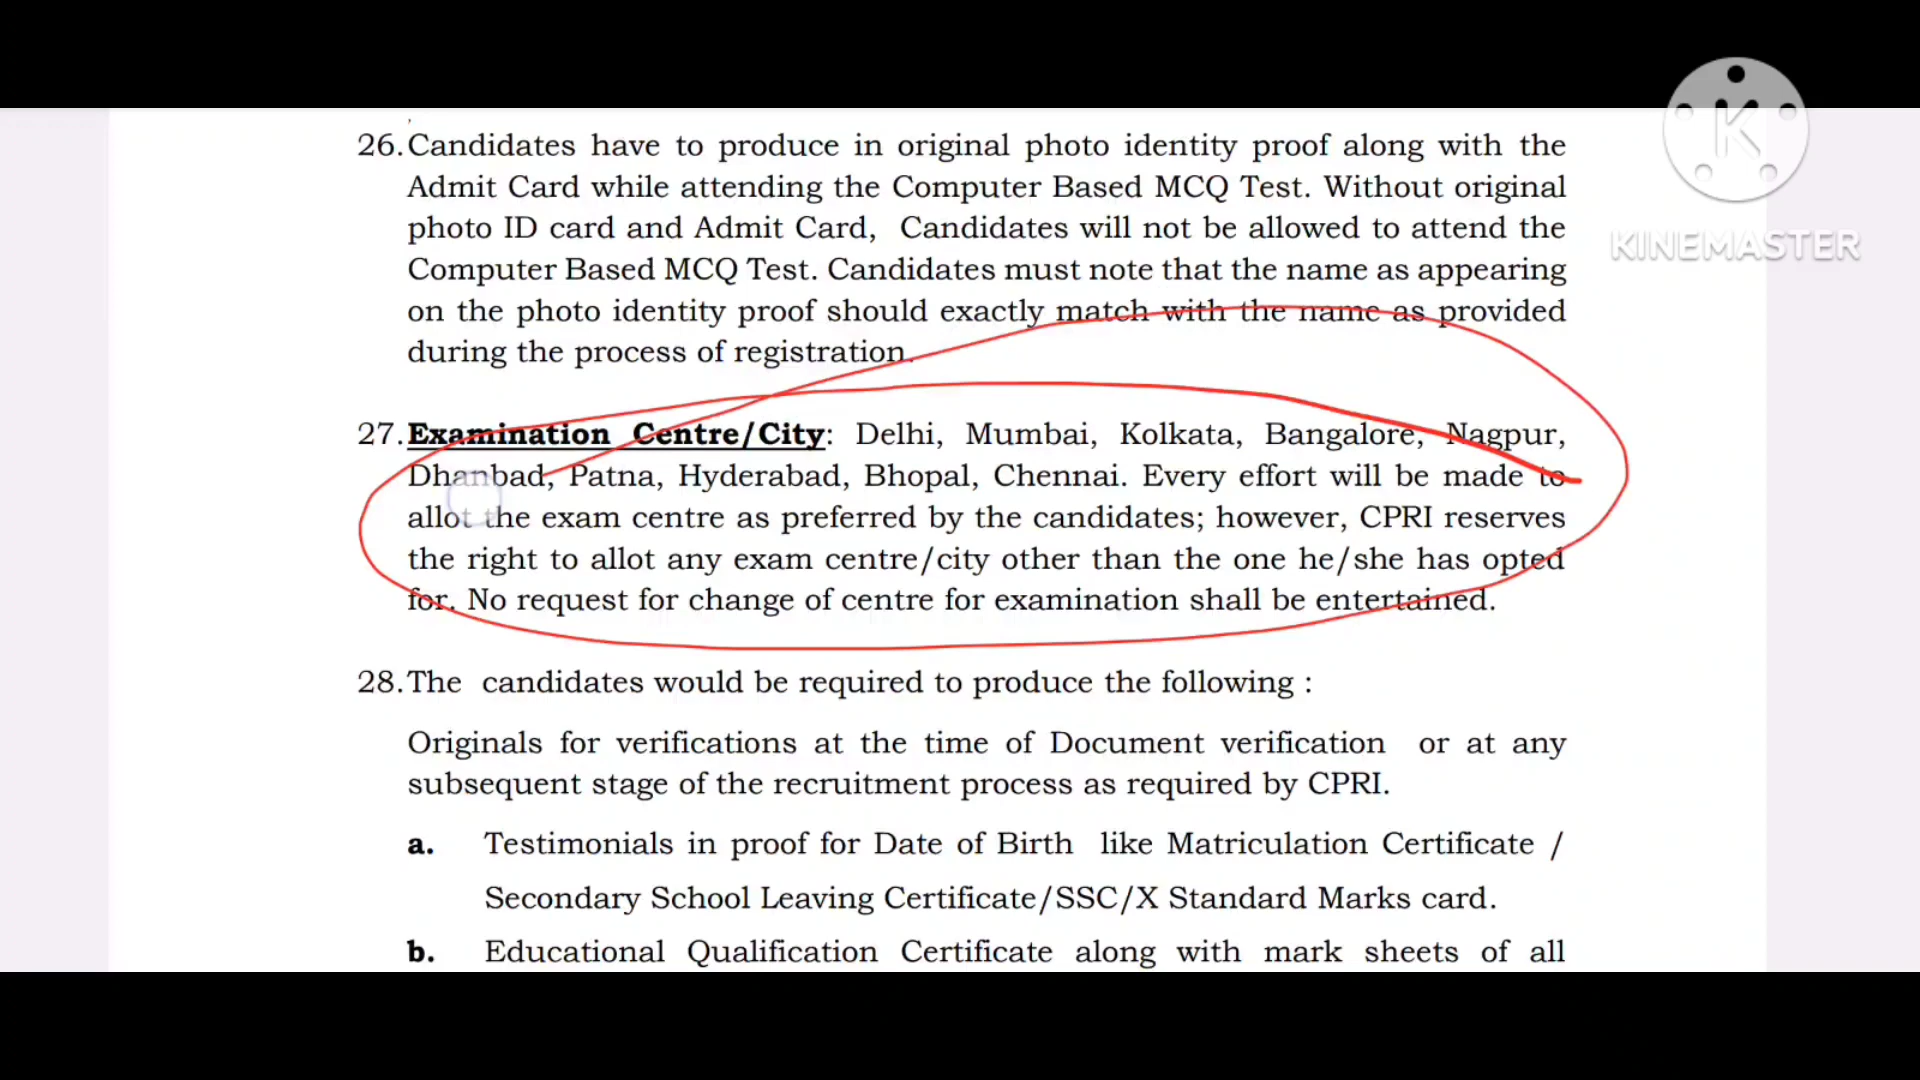 26. Candidates have to produce in original photo identity proof along with the
Admit Card while attending the Computer Based MCQ Test. Without original
photo ID card and Admit Card, Candidates will not be allowed to attend the
Computer Based MCQ Test. Candidates must note that the name as appearing
on the photo identity proof should exactly match with the name as provided
during the process of registration.
27. Examination Centre/City: Delhi, Mumbai, Kolkata, Bangalore, Nagpur,
Dhanbad, Patna, Hyderabad, Bhopal, Chennai. Every effort will be made to
allot the exam centre as preferred by the candidates; however, CPRI reserves
the right to allot any exam centre/city other than the one he/she has opted
for. No request for change of centre for examination shall be entertained.
28. The candidates would be required to produce the following :
Originals for verifications at the time of Document verification or at any
subsequent stage of the recruitment process as required by CPRI.
a. Testimonials in proof for Date of Birth like Matriculation Certificate /
Secondary School Leaving Certificate/SSC/X Standard Marks card.
b. Educational Qualification Certificate along with mark sheets of all
K
KINEMASTER